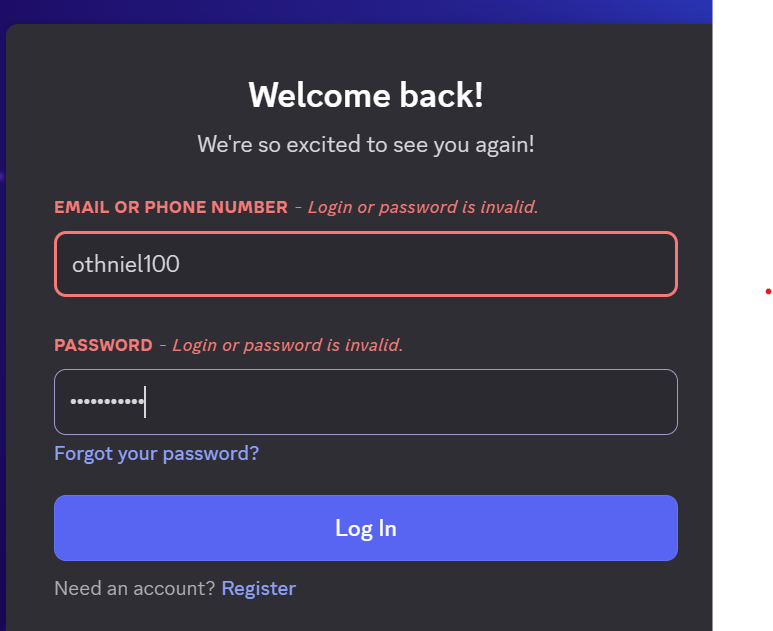 Welcome back!
We're so excited to see you again!
EMAIL OR PHONE NUMBER - Login or password is invalid.
othniel100
PASSWORD - Login or password is invalid.
•••••••••••
Forgot your password?
Log In
Need an account? Register